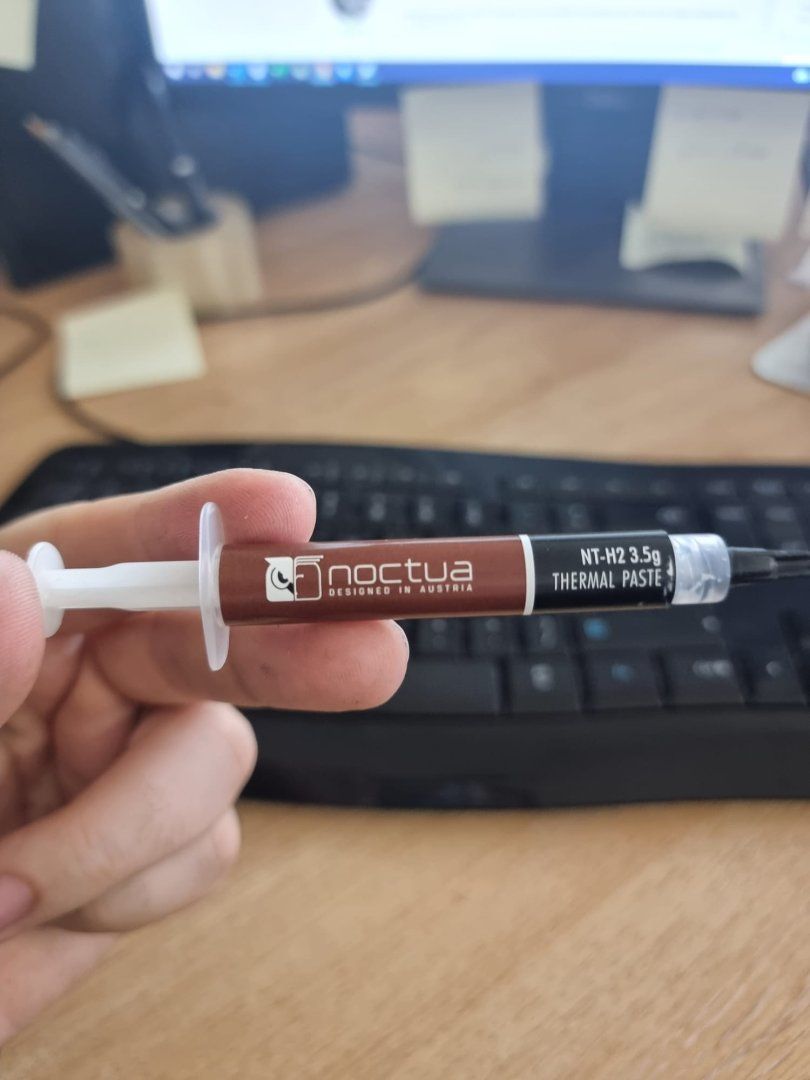 noctua
DESIGNED IN AUSTRIA
NT-H2 3.5g
THERMAL PASTE